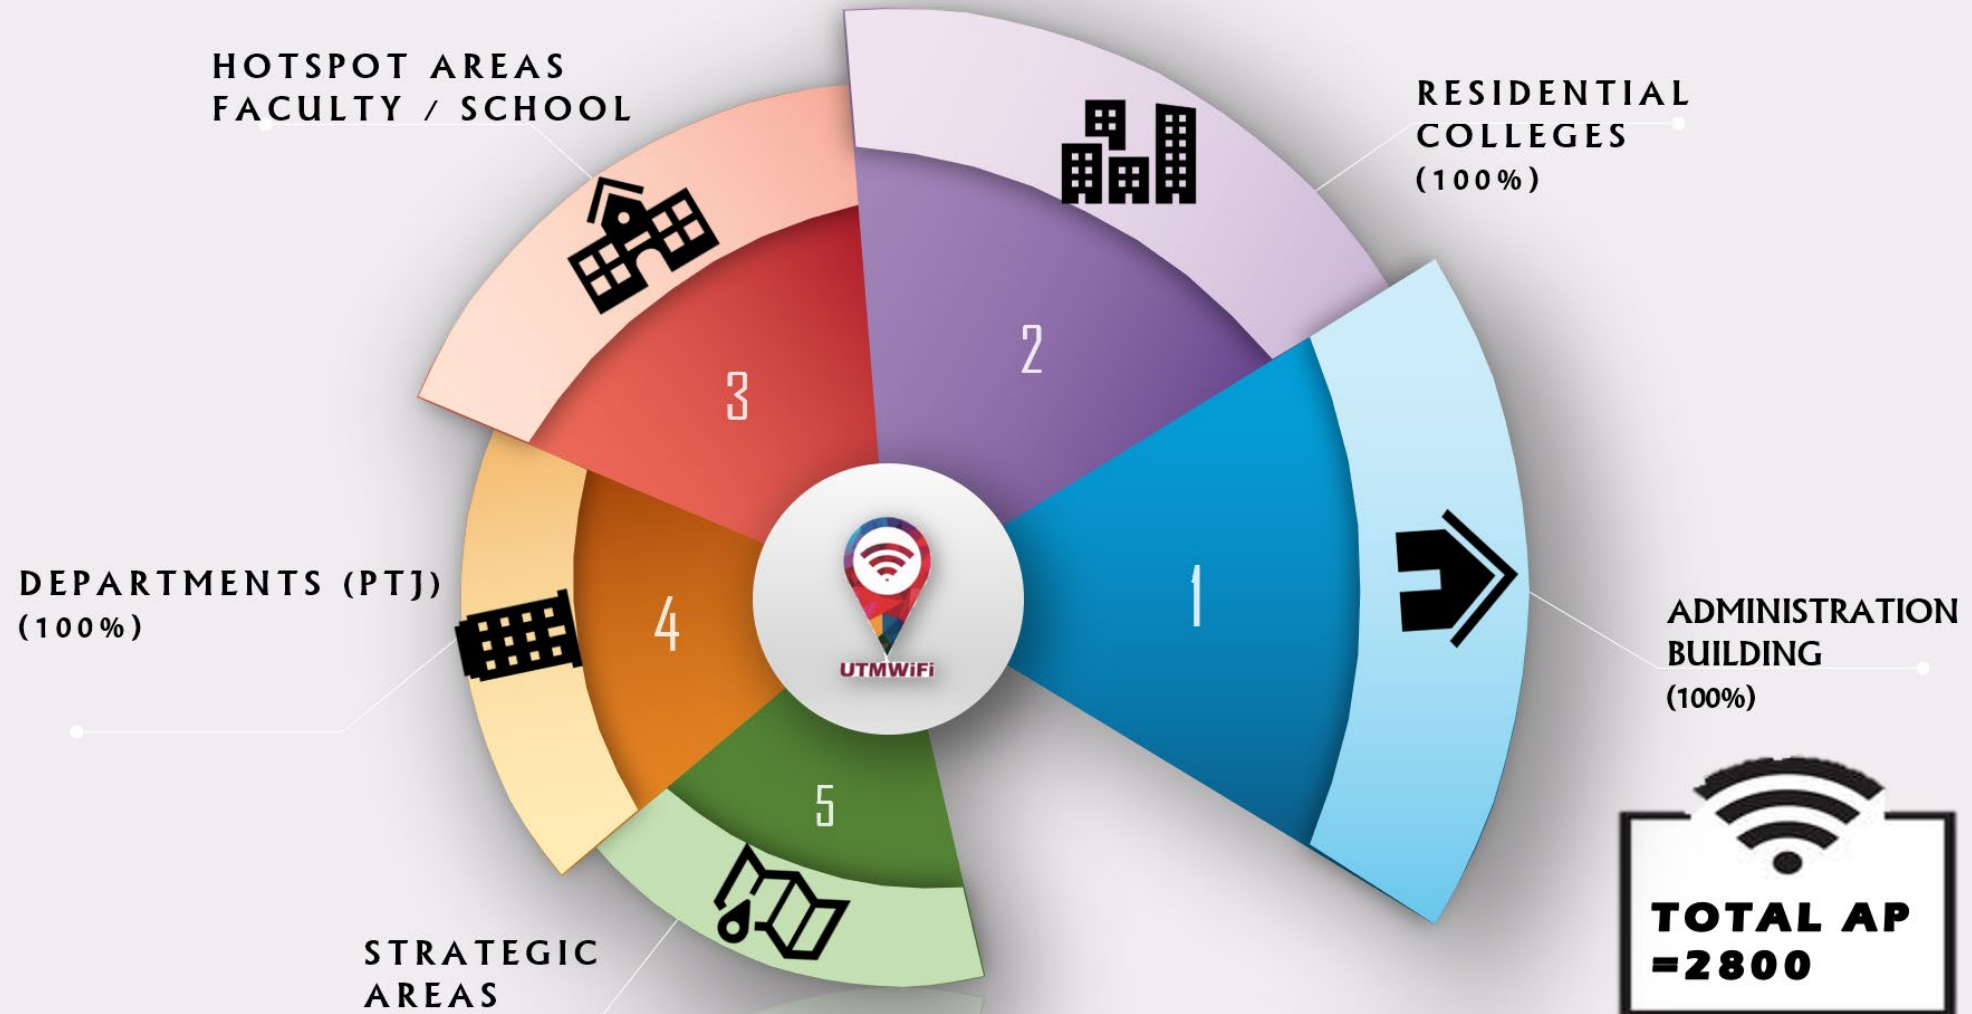 HOTSPOT AREAS
FACULTY / SCHOOL
RESIDENTIAL
COLLEGES
(100%)
2
3
1
4
5
UTMWiFi
DEPARTMENTS (PTJ)
(100%)
ADMINISTRATION
BUILDING
(100%)
STRATEGIC
AREAS
TOTAL AP
=2800